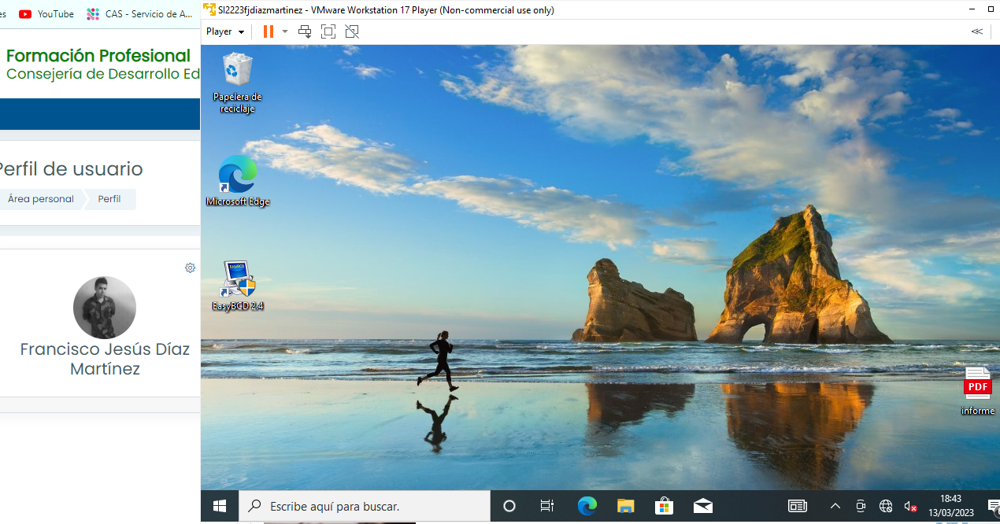 es YouTube CAS - Servicio de A...
Formación Profesional
Consejería de Desarrollo Ed
Perfil de usuario
Área personal Perfil
Francisco Jesús Díaz
Martínez
SI2223fjdiazmartinez - VMware Workstation 17 Player (Non-commercial use only)
Player
Papelera de
reciclaje
Microsoft Edge
EasyBCD
EasyBCD 2.4
PDF
informe
Escribe aquí para buscar.
18:43
13/03/2023